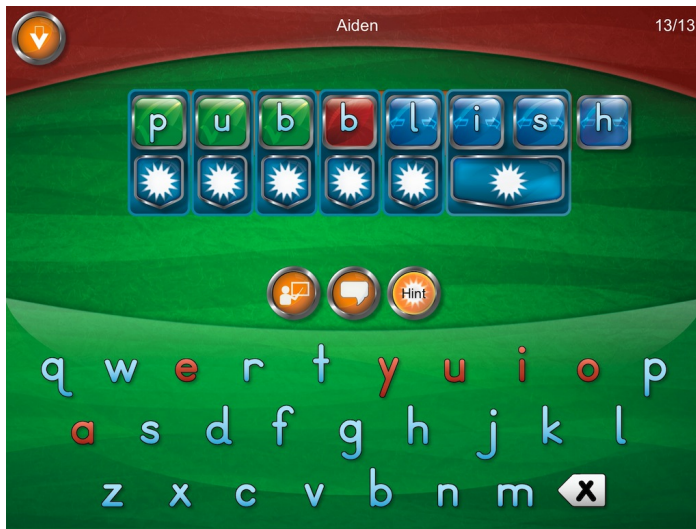 Aiden
13/13
p u b b l i s h
Hint
q w e r t y u i o p
a s d f g h j k l
z x c v b n m x